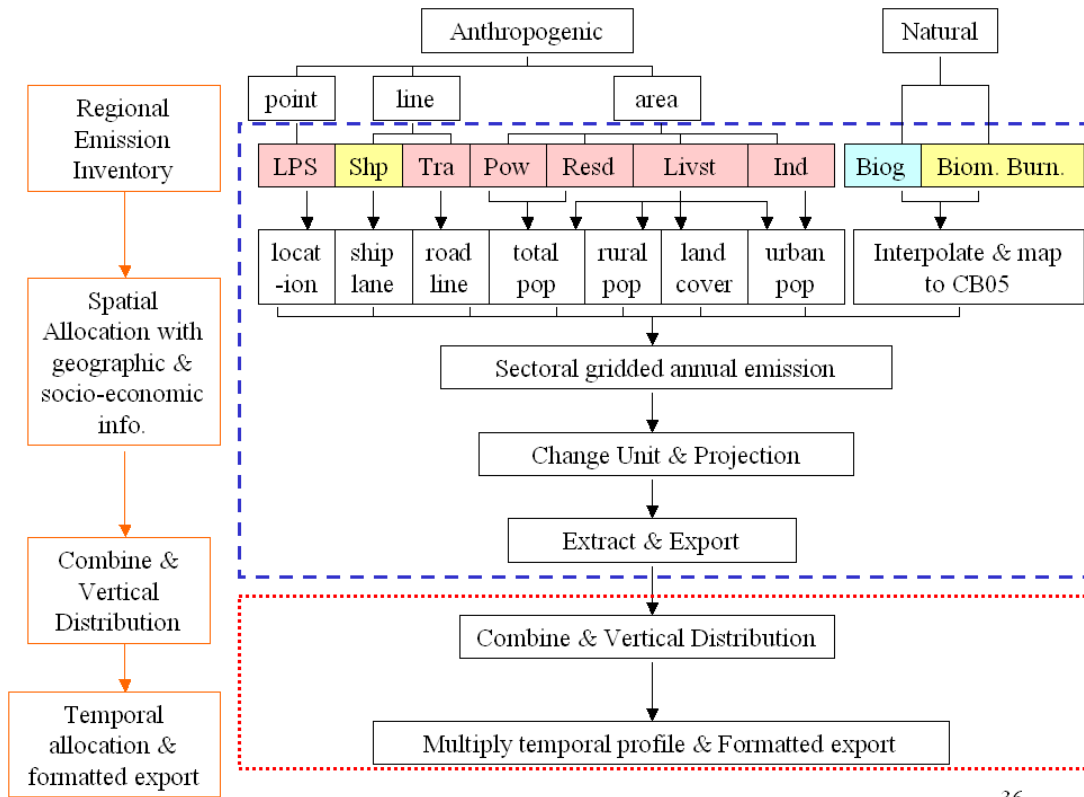 Anthropogenic
Natural
point
line
area
Regional
Emission
Inventory
LPS
Shp
Tra
Pow
Resd
Livst
Ind
Biog
Biom. Burn.
locat
-ion
ship
lane
road
line
total
pop
rural
pop
land
cover
urban
pop
Interpolate & map
to CB05
Spatial
Allocation with
geographic &
socio-economic
info.
Sectoral gridded annual emission
Change Unit & Projection
Extract & Export
Combine &
Vertical
Distribution
Combine & Vertical Distribution
Temporal
allocation &
formatted export
Multiply temporal profile & Formatted export